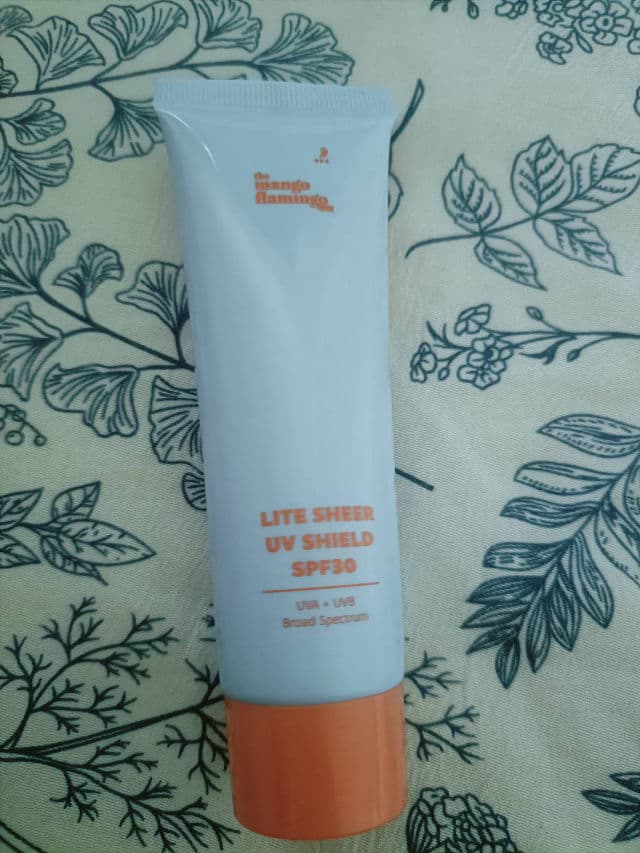 the
mango
flamingo
LITE SHEER
UV SHIELD
SPF30
UVA + UVB
Broad Spectrum